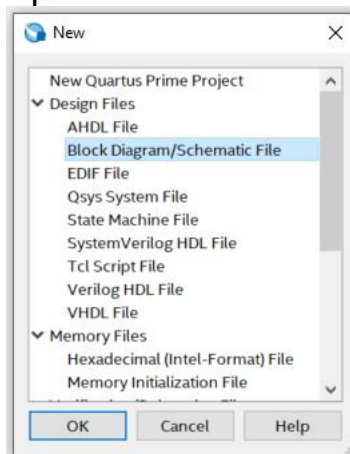 New
New Quartus Prime Project
Design Files
AHDL File
Block Diagram/Schematic File
EDIF File
Qsys System File
State Machine File
SystemVerilog HDL File
Tcl Script File
Verilog HDL File
VHDL File
Memory Files
Hexadecimal (Intel-Format) File
Memory Initialization File
OK Cancel Help